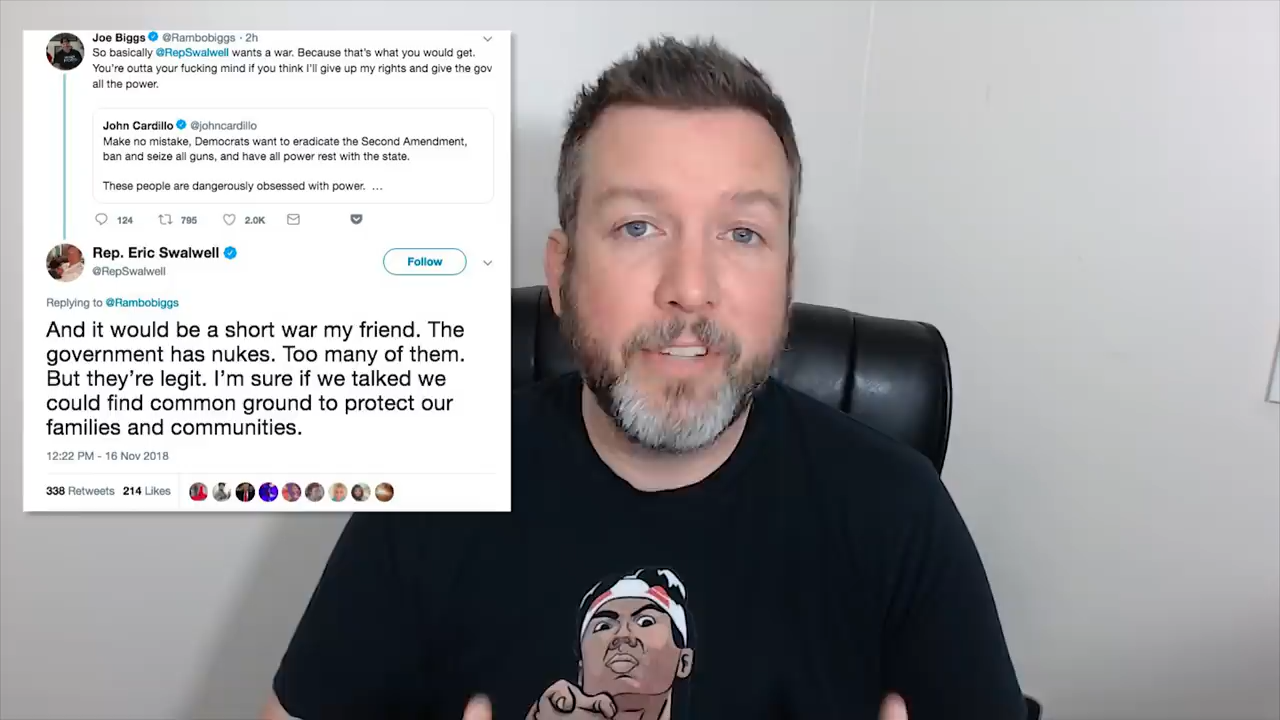 Joe Biggs @Rambobiggs · 2h
So basically @RepSwalwell wants a war. Because that's what you would get.
You're outta your fucking mind if you think I'll give up my rights and give the gov
all the power.
John Cardillo @johncardillo
Make no mistake, Democrats want to eradicate the Second Amendment,
ban and seize all guns, and have all power rest with the state.
These people are dangerously obsessed with power. ...
124 795 2.0K
Rep. Eric Swalwell
@RepSwalwell
Follow
Replying to @Rambobiggs
And it would be a short war my friend. The
government has nukes. Too many of them.
But they're legit. I'm sure if we talked we
could find common ground to protect our
families and communities.
12:22 PM - 16 Nov 2018
338 Retweets 214 Likes